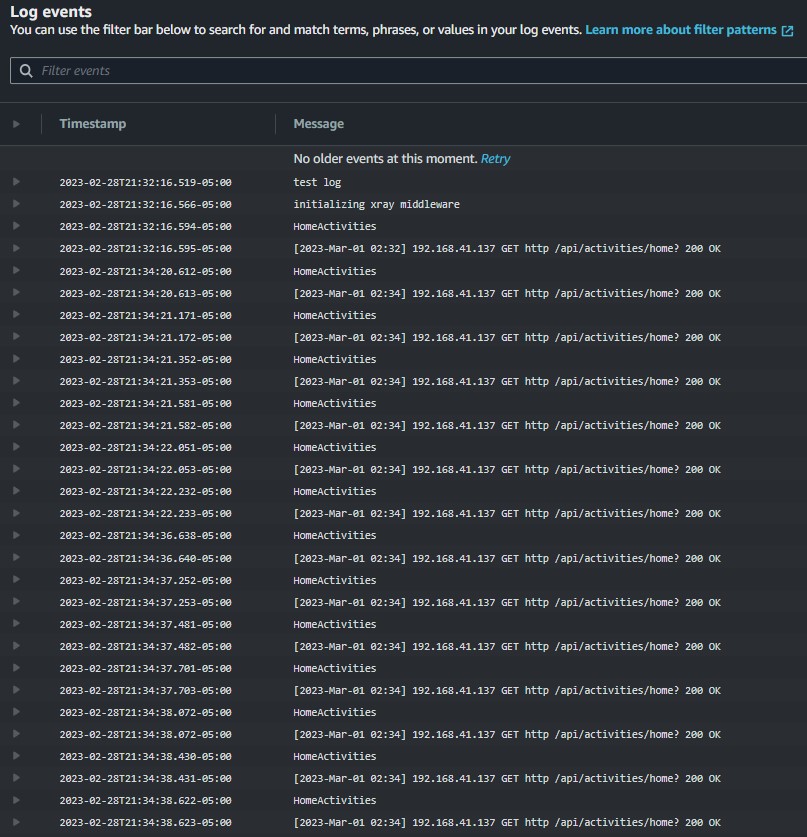 Log events
You can use the filter bar below to search for and match terms, phrases, or values in your log events. Learn more about filter patterns
Filter events
Timestamp Message
No older events at this moment. Retry
2023-02-28T21:32:16.519-05:00 test log
2023-02-28T21:32:16.566-05:00 initializing xray middleware
2023-02-28T21:32:16.594-05:00 HomeActivities
2023-02-28T21:32:16.595-05:00 [2023-Mar-01 02:32] 192.168.41.137 GET http /api/activities/home? 200 OK
2023-02-28T21:34:20.612-05:00 HomeActivities
2023-02-28T21:34:20.613-05:00 [2023-Mar-01 02:34] 192.168.41.137 GET http /api/activities/home? 200 OK
2023-02-28T21:34:21.171-05:00 HomeActivities
2023-02-28T21:34:21.172-05:00 [2023-Mar-01 02:34] 192.168.41.137 GET http /api/activities/home? 200 OK
2023-02-28T21:34:21.352-05:00 HomeActivities
2023-02-28T21:34:21.353-05:00 [2023-Mar-01 02:34] 192.168.41.137 GET http /api/activities/home? 200 OK
2023-02-28T21:34:21.581-05:00 HomeActivities
2023-02-28T21:34:21.582-05:00 [2023-Mar-01 02:34] 192.168.41.137 GET http /api/activities/home? 200 OK
2023-02-28T21:34:22.051-05:00 HomeActivities
2023-02-28T21:34:22.053-05:00 [2023-Mar-01 02:34] 192.168.41.137 GET http /api/activities/home? 200 OK
2023-02-28T21:34:22.232-05:00 HomeActivities
2023-02-28T21:34:22.233-05:00 [2023-Mar-01 02:34] 192.168.41.137 GET http /api/activities/home? 200 OK
2023-02-28T21:34:36.638-05:00 HomeActivities
2023-02-28T21:34:36.640-05:00 [2023-Mar-01 02:34] 192.168.41.137 GET http /api/activities/home? 200 OK
2023-02-28T21:34:37.252-05:00 HomeActivities
2023-02-28T21:34:37.253-05:00 [2023-Mar-01 02:34] 192.168.41.137 GET http /api/activities/home? 200 OK
2023-02-28T21:34:37.481-05:00 HomeActivities
2023-02-28T21:34:37.482-05:00 [2023-Mar-01 02:34] 192.168.41.137 GET http /api/activities/home? 200 OK
2023-02-28T21:34:37.701-05:00 HomeActivities
2023-02-28T21:34:37.703-05:00 [2023-Mar-01 02:34] 192.168.41.137 GET http /api/activities/home? 200 OK
2023-02-28T21:34:38.072-05:00 HomeActivities
2023-02-28T21:34:38.072-05:00 [2023-Mar-01 02:34] 192.168.41.137 GET http /api/activities/home? 200 OK
2023-02-28T21:34:38.430-05:00 HomeActivities
2023-02-28T21:34:38.431-05:00 [2023-Mar-01 02:34] 192.168.41.137 GET http /api/activities/home? 200 OK
2023-02-28T21:34:38.622-05:00 HomeActivities
2023-02-28T21:34:38.623-05:00 [2023-Mar-01 02:34] 192.168.41.137 GET http /api/activities/home? 200 OK